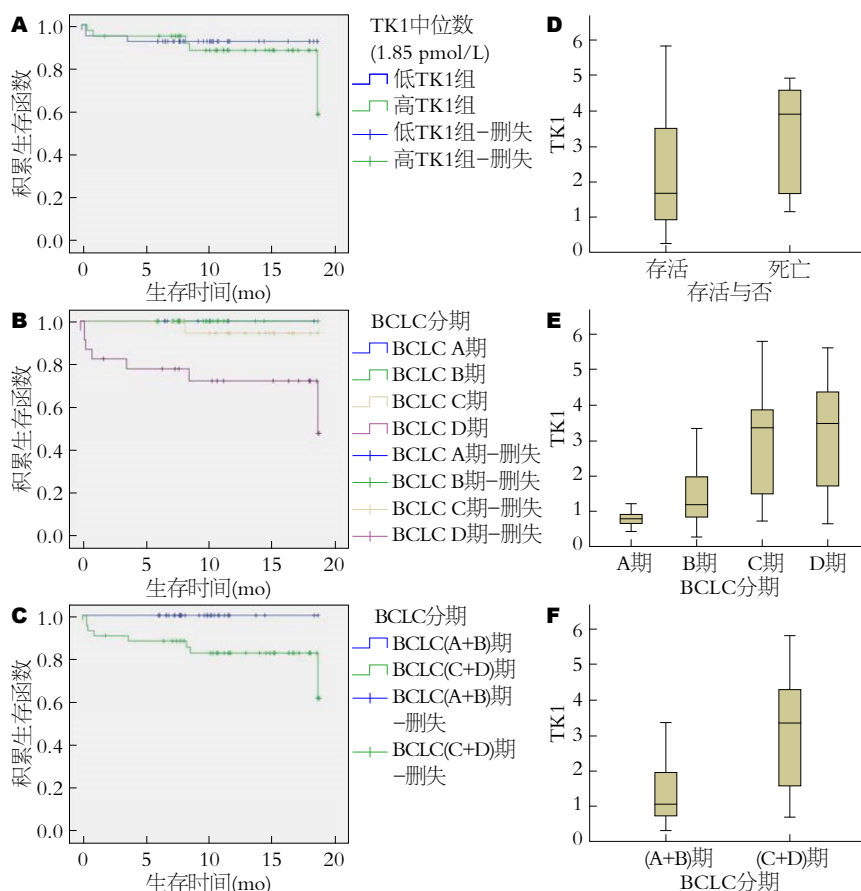 A
TK1中位数
(1.85 pmol/L)
低TK1组
高TK1组
低TK1组-删失
高TK1组-删失
积累生存函数
1.0
0.8
0.6
0.4
0.2
0.0
0 5 10 15 20
生存时间(mo)
B
BCLC分期
BCLC A期
BCLC B期
BCLC C期
BCLC D期
BCLC A期-删失
BCLC B期-删失
BCLC C期-删失
BCLC D期-删失
积累生存函数
1.0
0.8
0.6
0.4
0.2
0.0
0 5 10 15 20
生存时间(mo)
C
BCLC分期
BCLC(A+B)期
BCLC(C+D)期
BCLC(A+B)期
-删失
BCLC(C+D)期
-删失
积累生存函数
1.0
0.8
0.6
0.4
0.2
0.0
0 5 10 15 20
生存时间(mo)
D
TK1
6
5
4
3
2
1
0
存活 死亡
存活与否
E
TK1
6
5
4
3
2
1
0
A期 B期 C期 D期
BCLC分期
F
TK1
6
5
4
3
2
1
0
(A+B)期 (C+D)期
BCLC分期